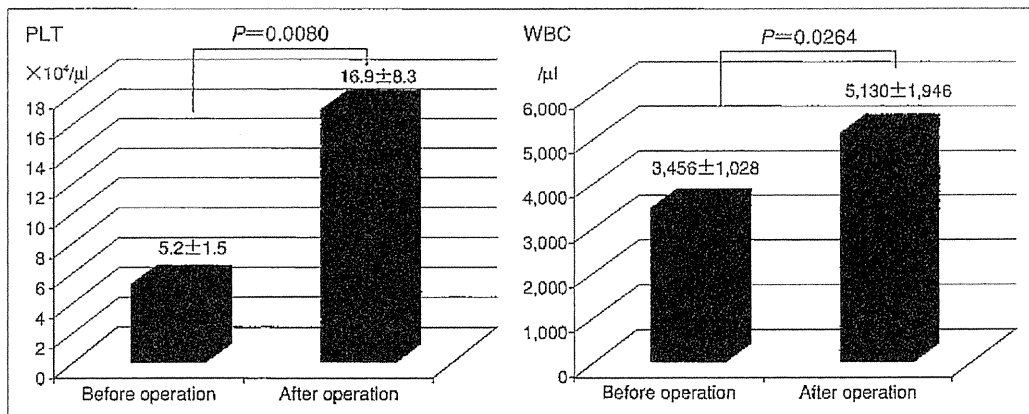 PLT
P=0.0080
×10⁴/μl
16.9±8.3
18
16
14
12
10
8
6
4
2
0
5.2±1.5
Before operation
After operation
WBC
P=0.0264
/μl
5,130±1,946
6,000
5,000
4,000
3,000
2,000
1,000
0
3,456±1,028
Before operation
After operation